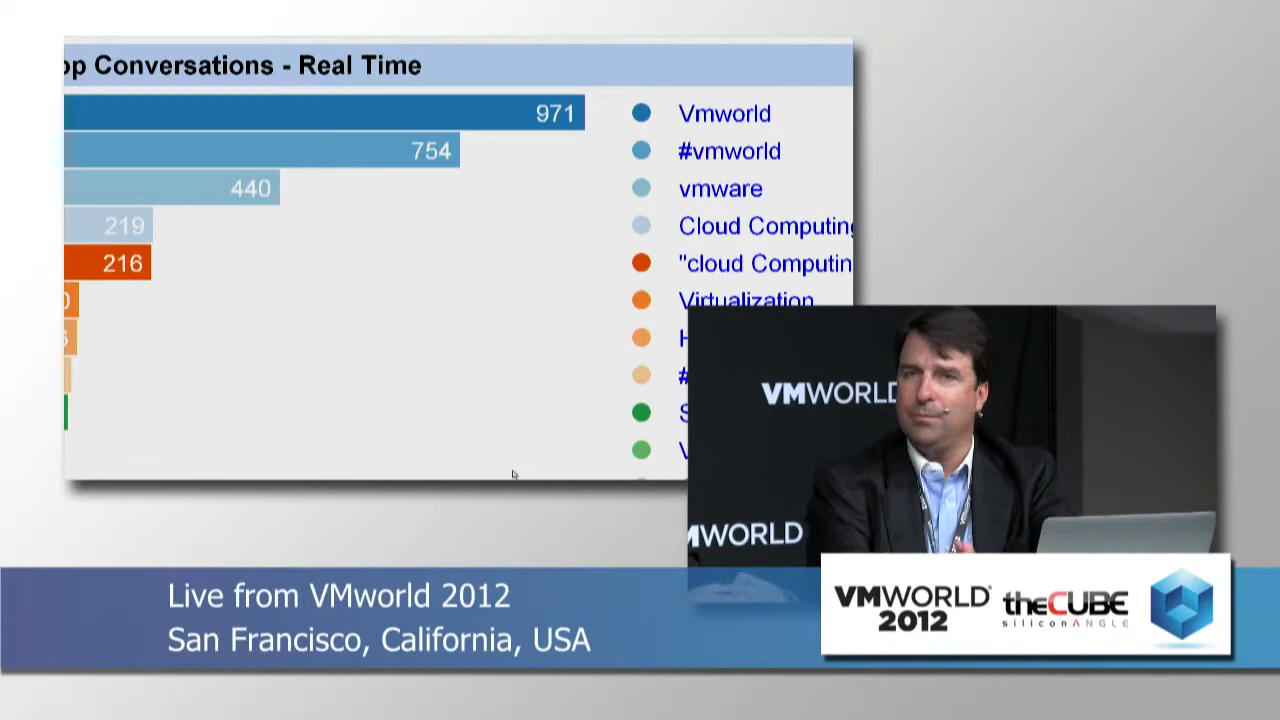 op Conversations - Real Time
971
Vmworld
754
#vmworld
440
vmware
219
Cloud Computing
216
"cloud Computin
Virtualization
H
#
S
V
VMWORLD
MWORLD
Live from VMworld 2012
San Francisco, California, USA
VMWORLD®
2012
theCUBE
siliconANGLE